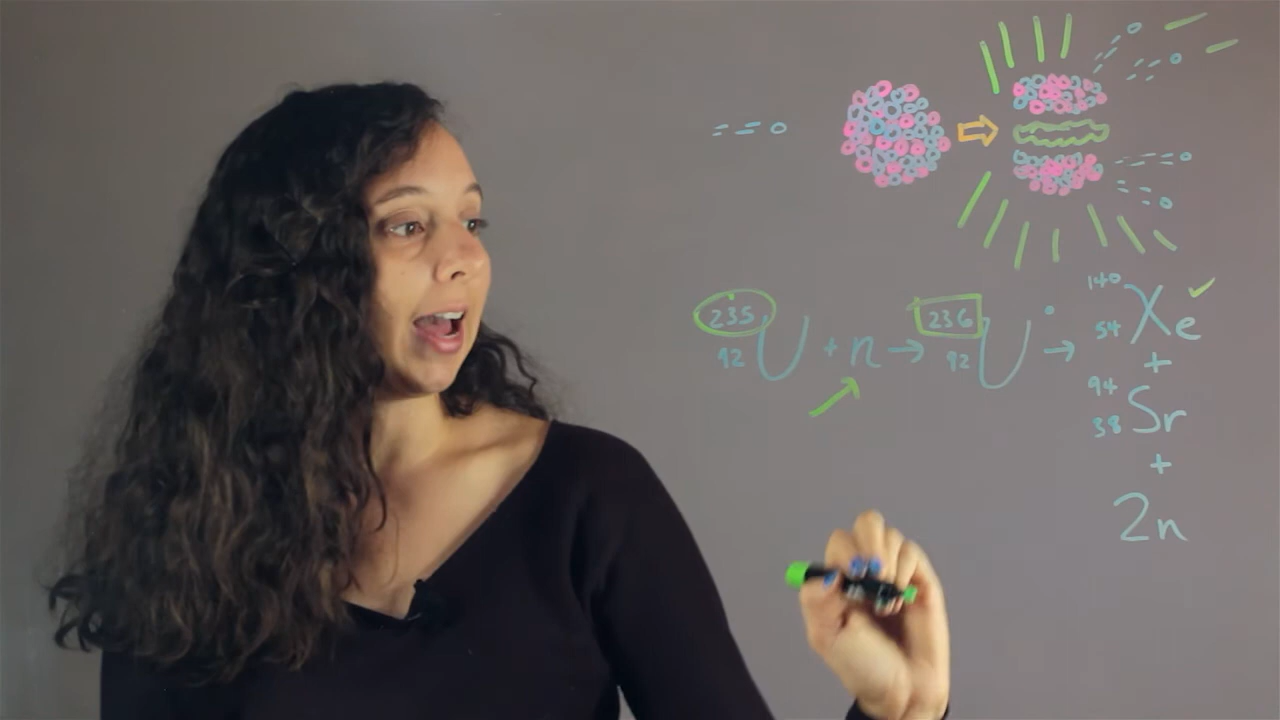 235 92 U + n → 236 92 U → 140 54 Xe ✓
+
94 38 Sr
+
2n